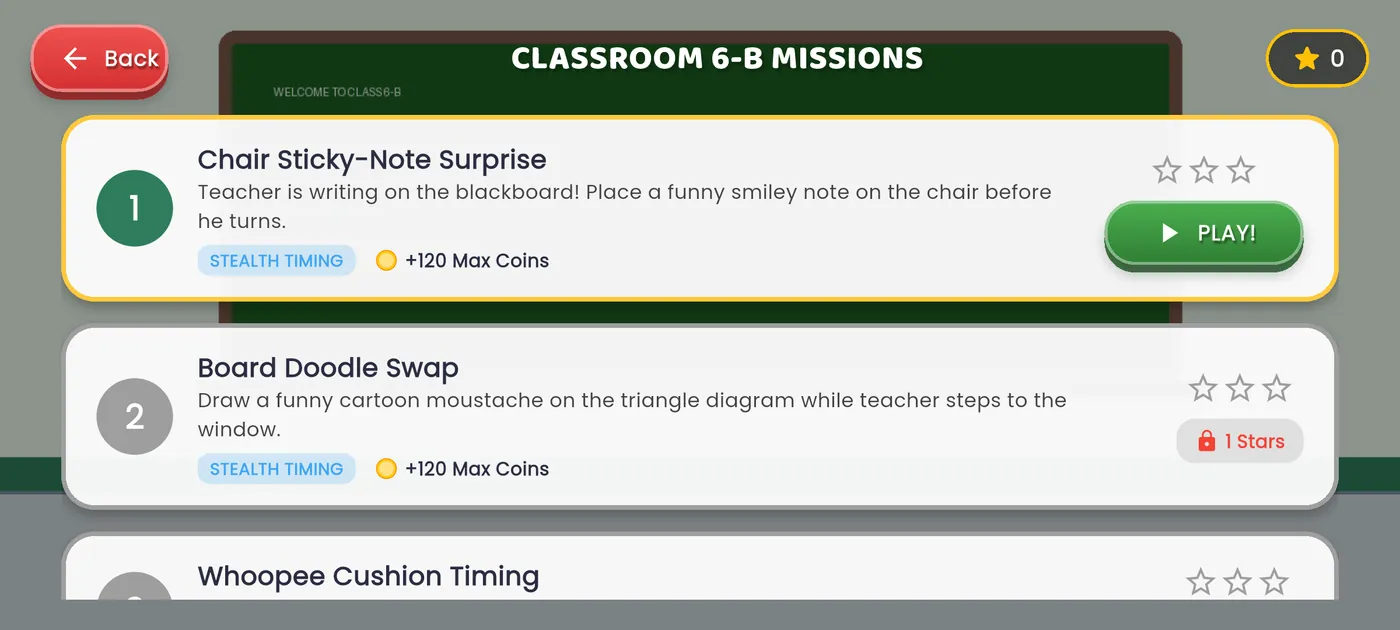 Back
CLASSROOM 6-B MISSIONS
0
WELCOME TO CLASS 6-B
1
Chair Sticky-Note Surprise
Teacher is writing on the blackboard! Place a funny smiley note on the chair before
he turns.
STEALTH TIMING
+120 Max Coins
PLAY!
2
Board Doodle Swap
Draw a funny cartoon moustache on the triangle diagram while teacher steps to the
window.
STEALTH TIMING
+120 Max Coins
1 Stars
Whoopee Cushion Timing